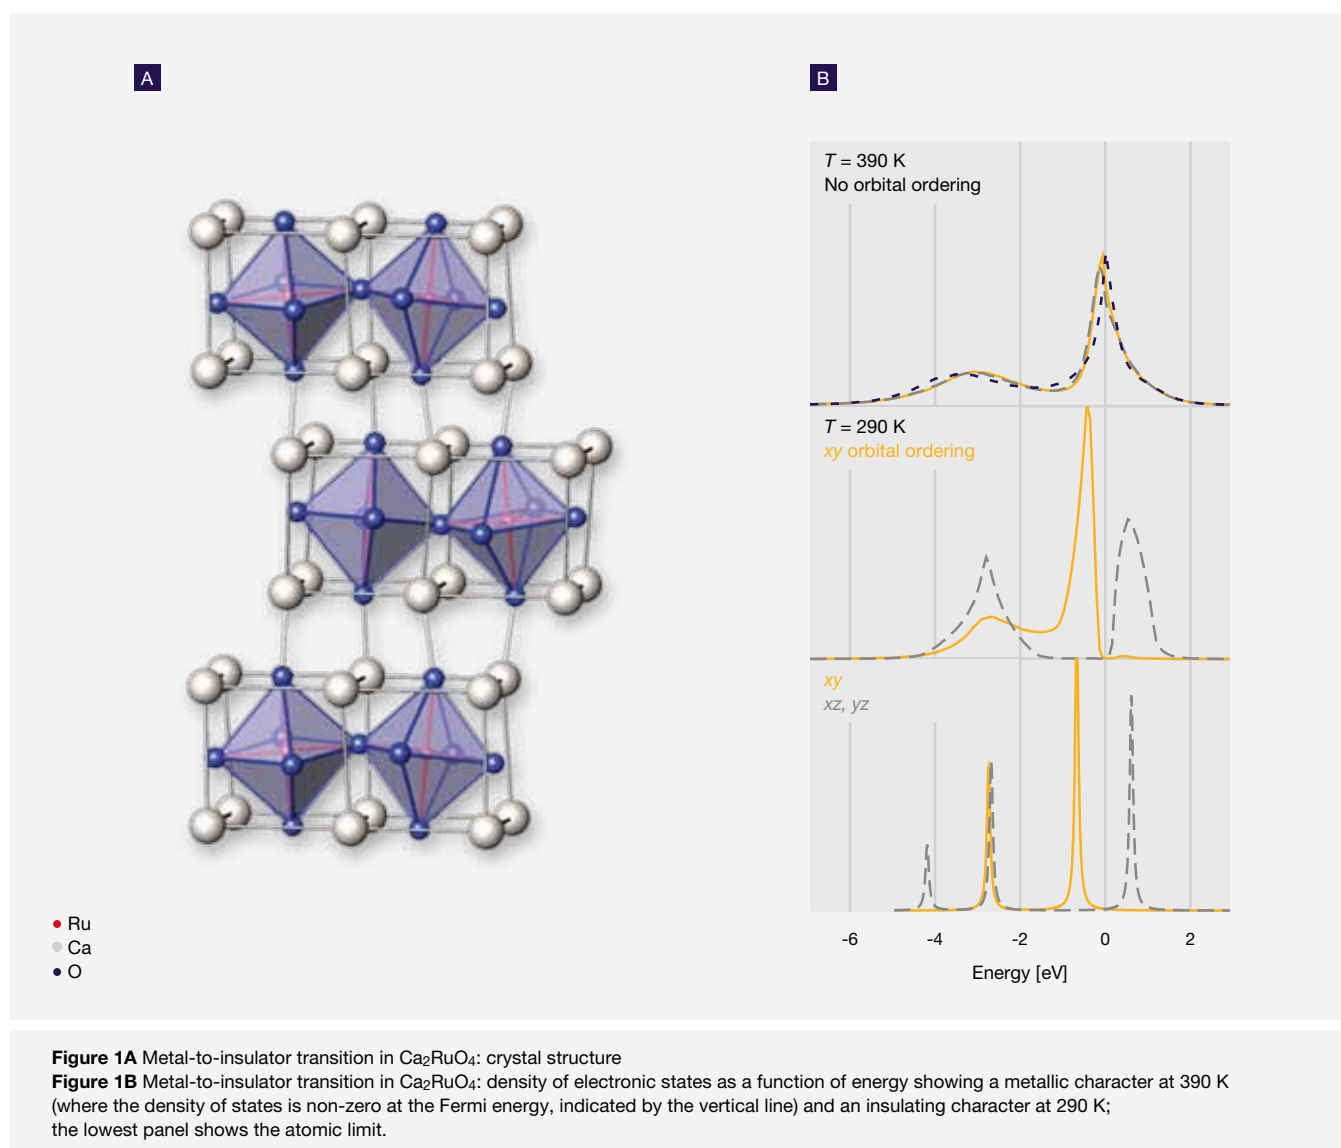 A
B
T = 390 K
No orbital ordering
T = 290 K
xy orbital ordering
xy
xz, yz
-6 -4 -2 0 2
Energy [eV]
Ru
Ca
O
Figure 1A Metal-to-insulator transition in Ca2RuO4: crystal structure
Figure 1B Metal-to-insulator transition in Ca2RuO4: density of electronic states as a function of energy showing a metallic character at 390 K
(where the density of states is non-zero at the Fermi energy, indicated by the vertical line) and an insulating character at 290 K;
the lowest panel shows the atomic limit.